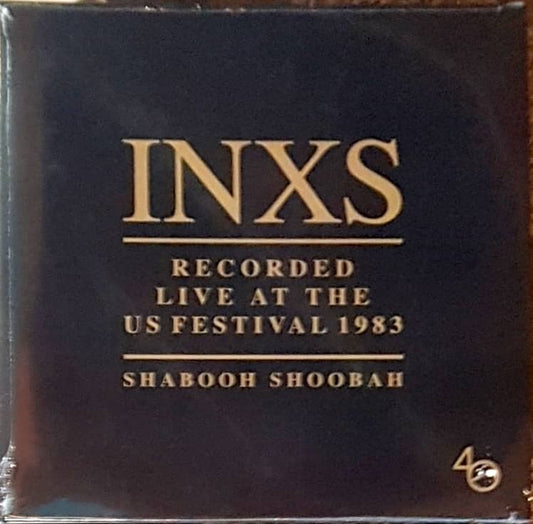 INXS
RECORDED
LIVE AT THE
US FESTIVAL 1983
SHABOOH SHOOBAH
40